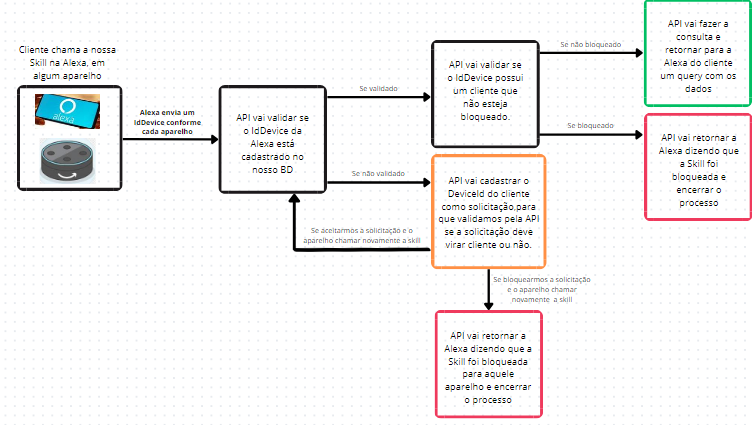 Cliente chama a nossa
Skill na Alexa, em
algum aparelho
alexa
Alexa envia um
IdDevice conforme
cada aparelho
API vai validar se
o IdDevice da
Alexa está
cadastrado no
nosso BD
Se validado
Se não validado
API vai validar se
o IdDevice possui
um cliente que
não esteja
bloqueado.
Se não bloqueado
Se bloqueado
API vai fazer a
consulta e
retornar para a
Alexa do cliente
um query com os
dados
API vai retornar a
Alexa dizendo que
a Skill foi
bloqueada e
encerrar o
processo
API vai cadastrar o
DeviceId do cliente
como solicitação,para
que validamos pela API
se a solicitação deve
virar cliente ou não.
Se aceitarmos a solicitação e o
aparelho chamar novamente a skill
Se bloquearmos a solicitação
e o aparelho chamar
novamente a skill
API vai retornar a
Alexa dizendo que a
Skill foi bloqueada
para aquele
aparelho e encerrar
o processo